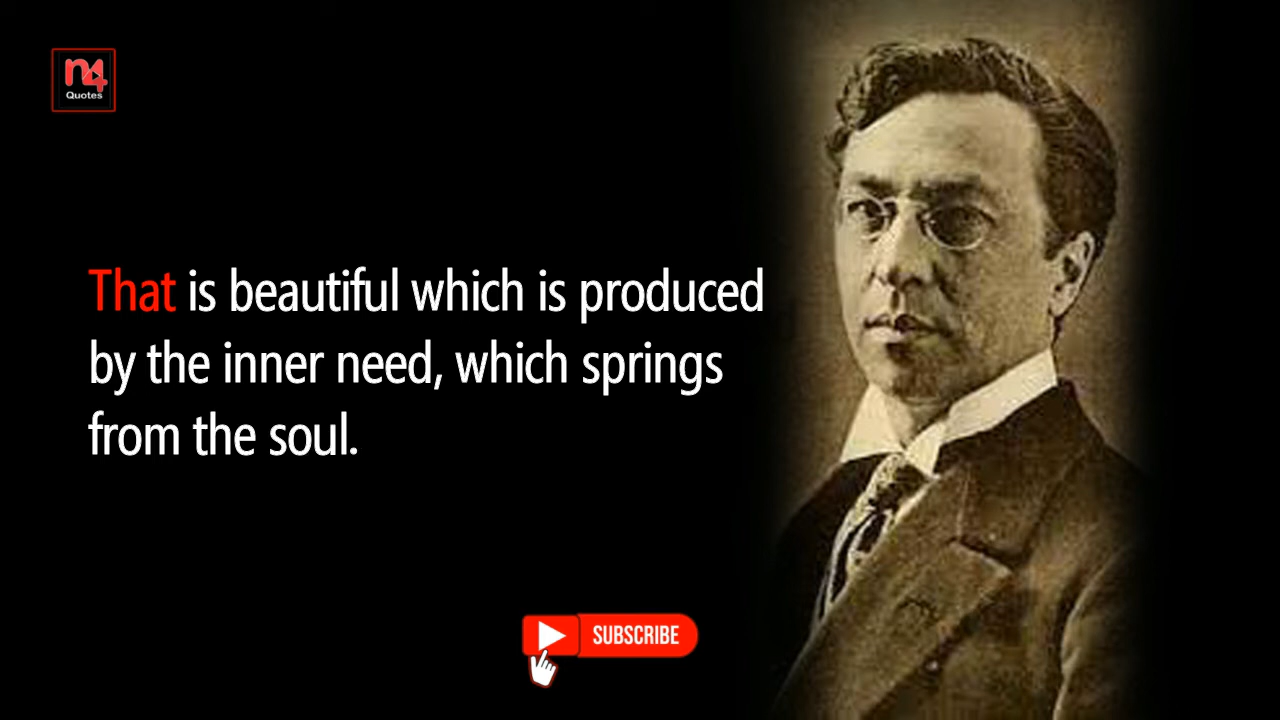 n4
Quotes
That is beautiful which is produced
by the inner need, which springs
from the soul.
SUBSCRIBE